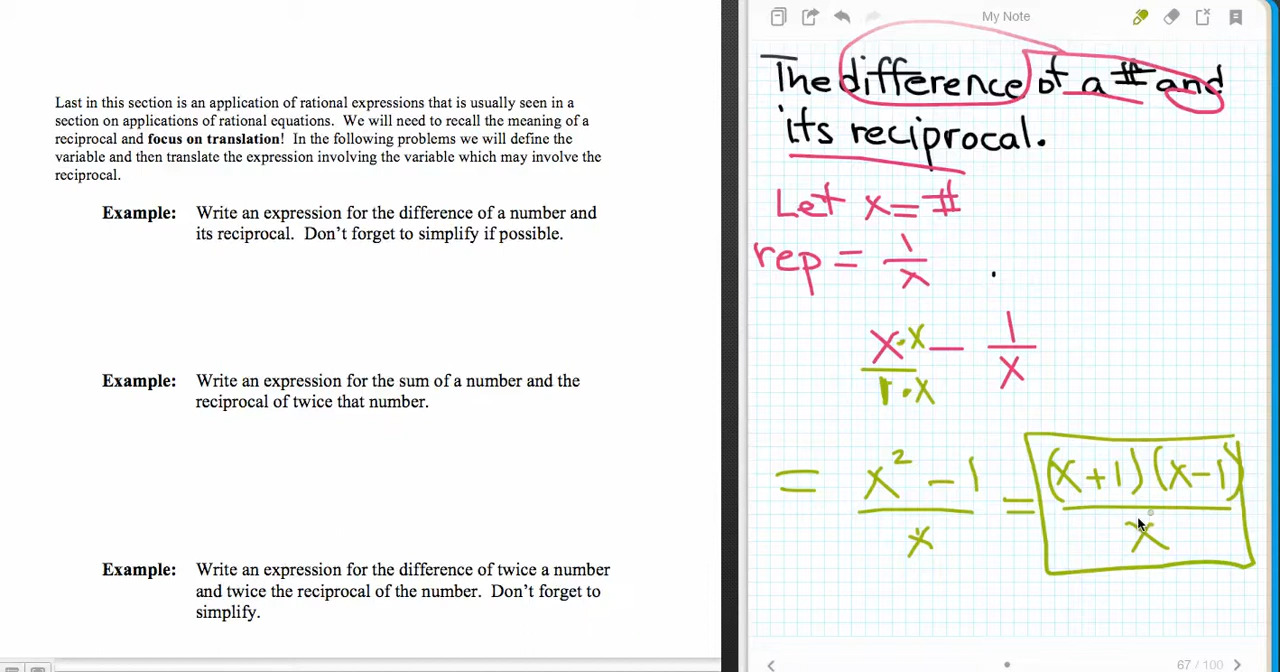 Last in this section is an application of rational expressions that is usually seen in a
section on applications of rational equations. We will need to recall the meaning of a
reciprocal and focus on translation! In the following problems we will define the
variable and then translate the expression involving the variable which may involve the
reciprocal.
Example: Write an expression for the difference of a number and
its reciprocal. Don't forget to simplify if possible.
Example: Write an expression for the sum of a number and the
reciprocal of twice that number.
Example: Write an expression for the difference of twice a number
and twice the reciprocal of the number. Don't forget to
simplify.
My Note
The difference of a # and
its reciprocal.
Let x = #
rep = 1/x
x·x/1·x - 1/x
= x² - 1/x = (x+1)(x-1)/x
67 / 100